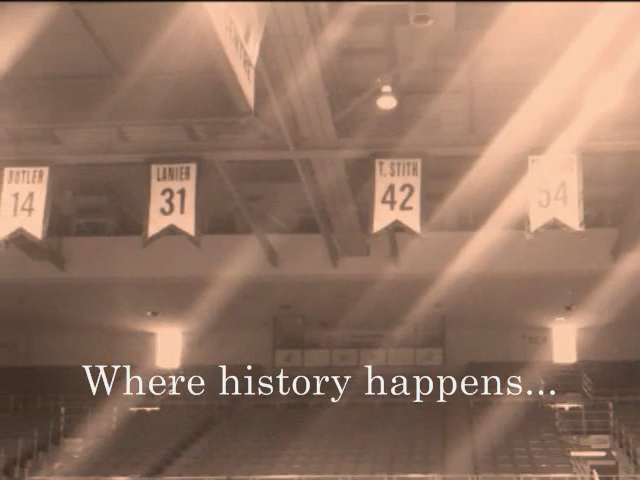 BUTLER
14
LANIER
31
T. STITH
42
54
Where history happens...